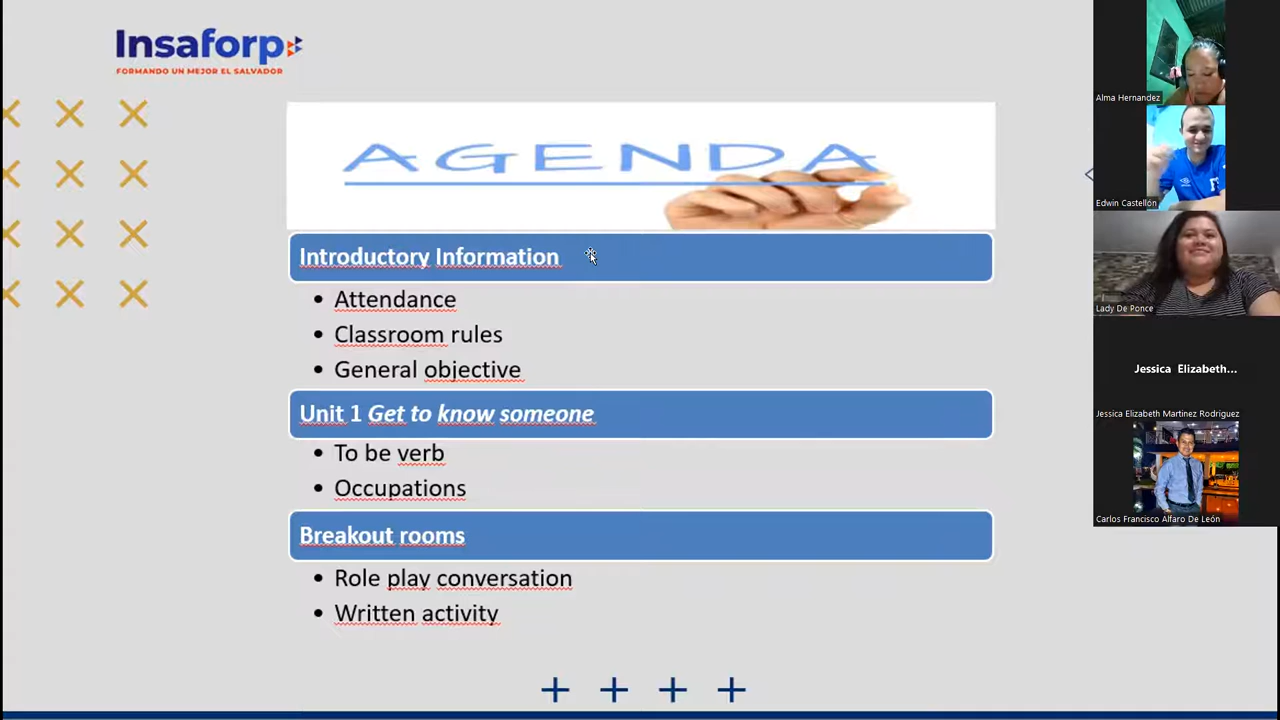 Insaforp
FORMANDO UN MEJOR EL SALVADOR
AGENDA
Introductory Information
• Attendance
• Classroom rules
• General objective
Unit 1 Get to know someone
• To be verb
• Occupations
Breakout rooms
• Role play conversation
• Written activity
Alma Hernandez
Edwin Castellón
Lady De Ponce
Jessica Elizabeth...
Jessica Elizabeth Martinez Rodriguez
Carlos Francisco Alfaro De León